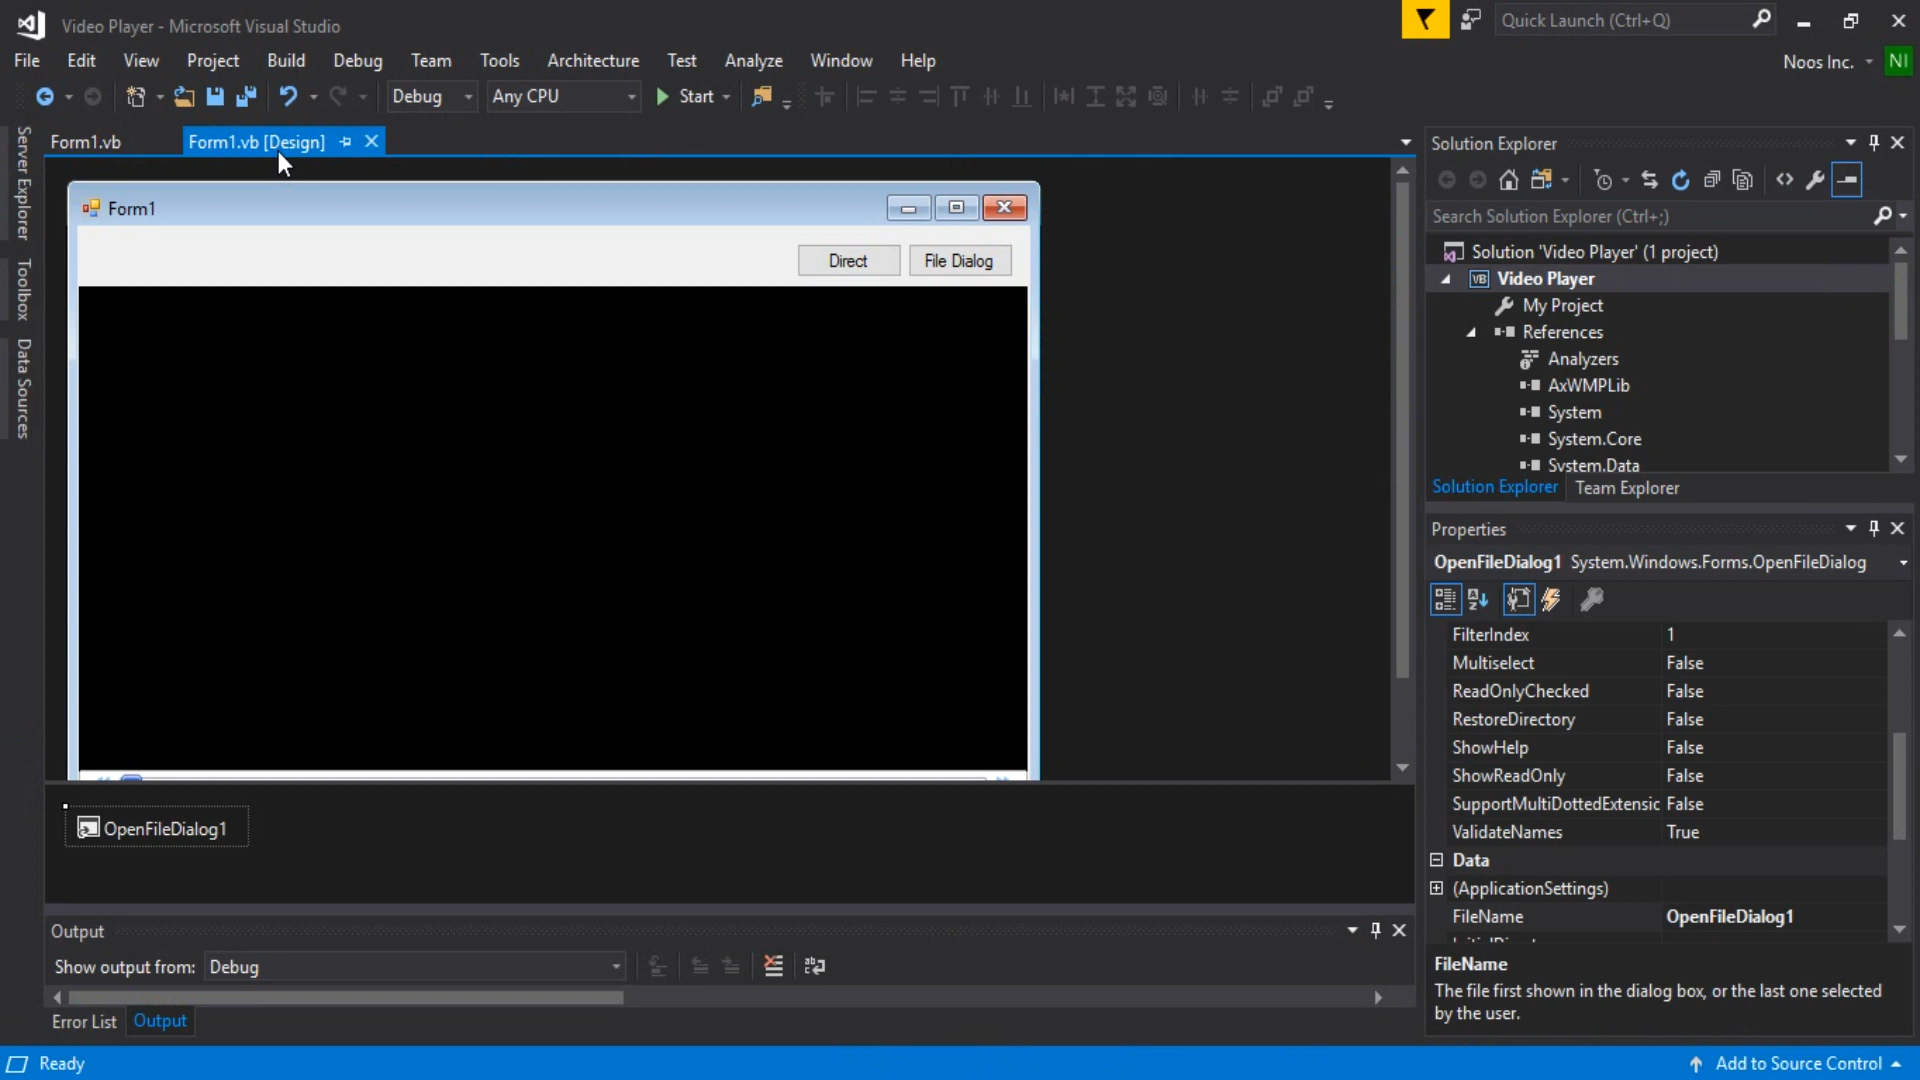 Video Player - Microsoft Visual Studio
Quick Launch (Ctrl+Q)
File Edit View Project Build Debug Team Tools Test Architecture Analyze Window Help
Noos Inc. NI
Debug Any CPU Start
Server Explorer
Toolbox
Data Sources
Form1.vb
Form1.vb [Design]
Form1
Direct
File Dialog
OpenFileDialog1
Output
Show output from: Debug
Error List Output
Solution Explorer
Search Solution Explorer (Ctrl+;)
Solution 'Video Player' (1 project)
VB Video Player
My Project
References
Analyzers
AxWMPLib
System
System.Core
System.Data
Solution Explorer Team Explorer
Properties
OpenFileDialog1 System.Windows.Forms.OpenFileDialog
FilterIndex 1
Multiselect False
ReadOnlyChecked False
RestoreDirectory False
ShowHelp False
ShowReadOnly False
SupportMultiDottedExtensic False
ValidateNames True
Data
(ApplicationSettings)
FileName OpenFileDialog1
FileName
The file first shown in the dialog box, or the last one selected
by the user.
Ready
Add to Source Control